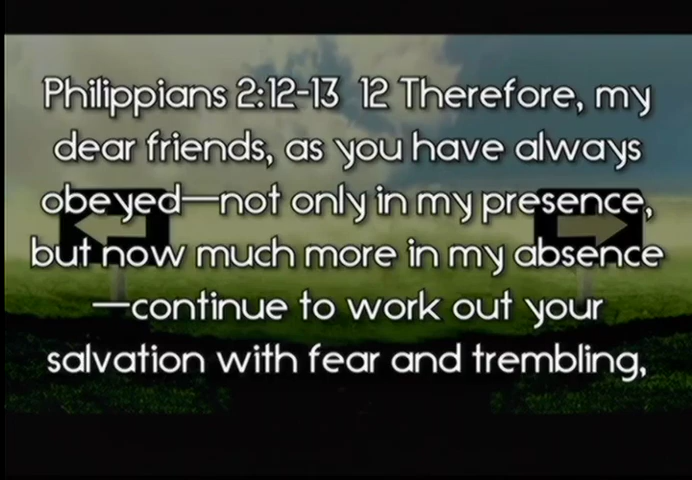 Philippians 2:12-13  12 Therefore, my
dear friends, as you have always
obeyed—not only in my presence,
but now much more in my absence
—continue to work out your
salvation with fear and trembling,